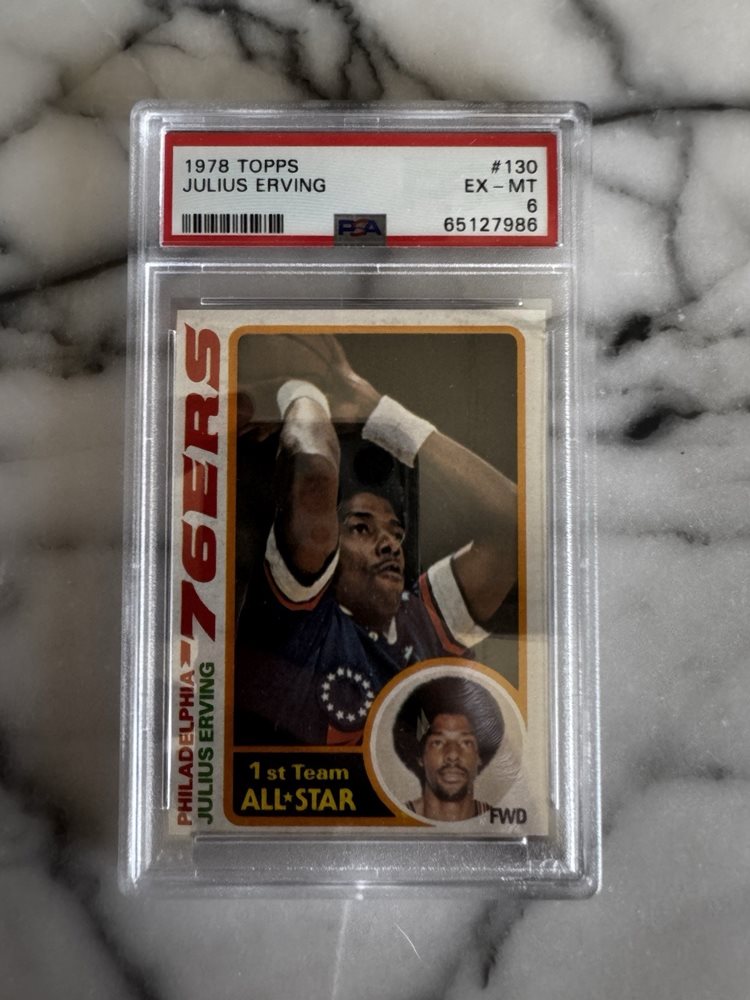 1978 TOPPS #130
JULIUS ERVING EX - MT
6
PSA 65127986
PHILADELPHIA 76ERS
JULIUS ERVING
1st Team
ALL★STAR
FWD